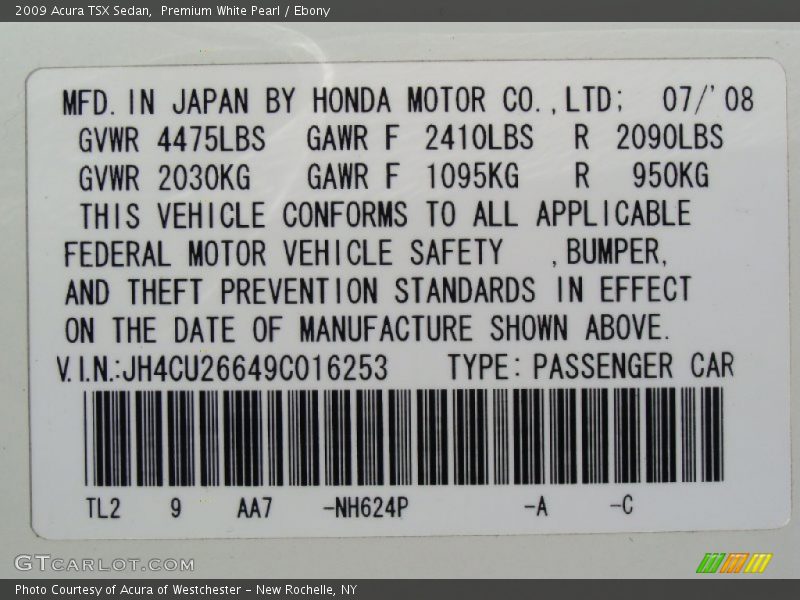 2009 Acura TSX Sedan,  Premium White Pearl / Ebony
MFD. IN JAPAN BY HONDA MOTOR CO.,LTD; 07/'08
GVWR 4475LBS GAWR F 2410LBS R 2090LBS
GVWR 2030KG GAWR F 1095KG R 950KG
THIS VEHICLE CONFORMS TO ALL APPLICABLE
FEDERAL MOTOR VEHICLE SAFETY ,BUMPER,
AND THEFT PREVENTION STANDARDS IN EFFECT
ON THE DATE OF MANUFACTURE SHOWN ABOVE.
V.I.N.:JH4CU26649C016253 TYPE: PASSENGER CAR
TL2 9 AA7 -NH624P -A -C
GTCARLOT.COM
Photo Courtesy of Acura of Westchester - New Rochelle, NY